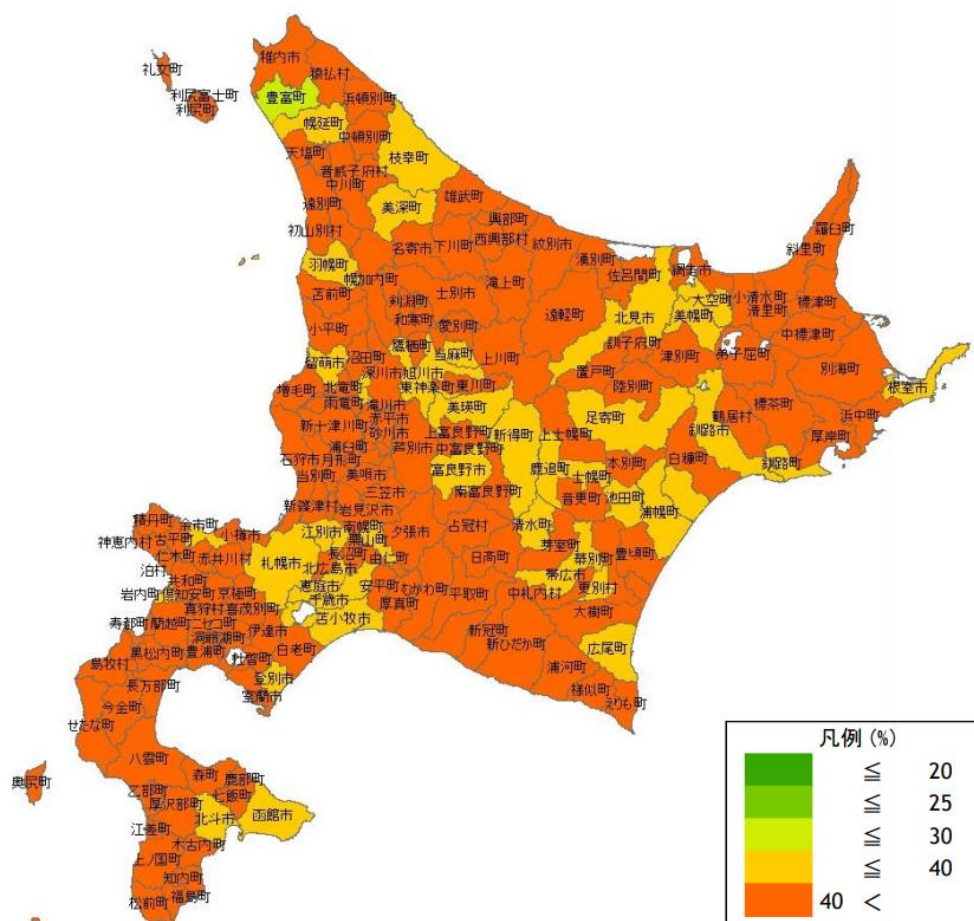 稚内市
礼文町
猿払村
利尻富士町
豊富町
浜頓別町
利尻町
幌延町
中頓別町
天塩町
枝幸町
音威子府村
中川町
雄武町
遠別町
美深町
興部町
羅臼町
初山別村
西興部村
紋別市
名寄市
下川町
湧別町
斜里町
羽幌町
佐呂間町
網走市
幌加内町
滝上町
大空町
小清水町
標津町
苫前町
剣淵町
士別市
清里町
遠軽町
北見市
美幌町
小平町
和寒町
愛別町
中標津町
訓子府町
鷹栖町
当麻町
上川町
津別町
弟子屈町
留萌市
沼田町
別海町
深川市
旭川市
置戸町
北竜町
東神楽町
東川町
陸別町
根室市
増毛町
雨竜町
滝川市
美瑛町
足寄町
標茶町
赤平市
鶴居村
浜中町
新十津川町
砂川市
上富良野町
新得町
上士幌町
釧路市
厚岸町
浦臼町
芦別市
中富良野町
石狩市
月形町
本別町
白糠町
釧路町
当別町
美唄市
富良野市
鹿追町
士幌町
三笠市
南富良野町
音更町
池田町
浦幌町
新篠津村
岩見沢市
積丹町
余市町
江別市
南幌町
夕張市
占冠村
清水町
古平町
小樽市
栗山町
神恵内村
長沼町
芽室町
豊頃町
仁木町
赤井川村
札幌市
由仁町
日高町
幕別町
泊村
北広島市
帯広市
共和町
恵庭市
安平町
むかわ町
平取町
更別村
岩内町
倶知安町
京極町
千歳市
中札内村
厚真町
大樹町
真狩村
喜茂別町
苫小牧市
寿都町
蘭越町
ニセコ町
伊達市
新冠町
洞爺湖町
白老町
新ひだか町
広尾町
黒松内町
豊浦町
壮瞥町
島牧村
登別市
浦河町
長万部町
室蘭市
様似町
えりも町
今金町
せたな町
八雲町
森町
鹿部町
奥尻町
乙部町
七飯町
厚沢部町
北斗市
函館市
江差町
木古内町
上ノ国町
知内町
福島町
松前町
凡例 (%)
≦ 20
≦ 25
≦ 30
≦ 40
40 <